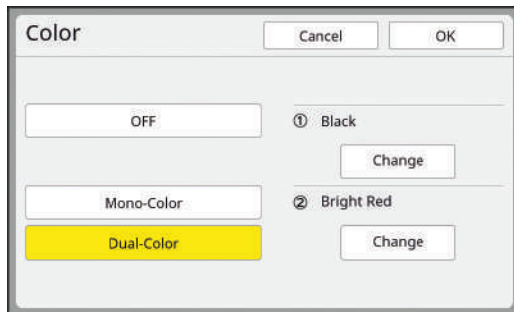 Color
Cancel
OK
OFF
① Black
Change
Mono-Color
② Bright Red
Dual-Color
Change